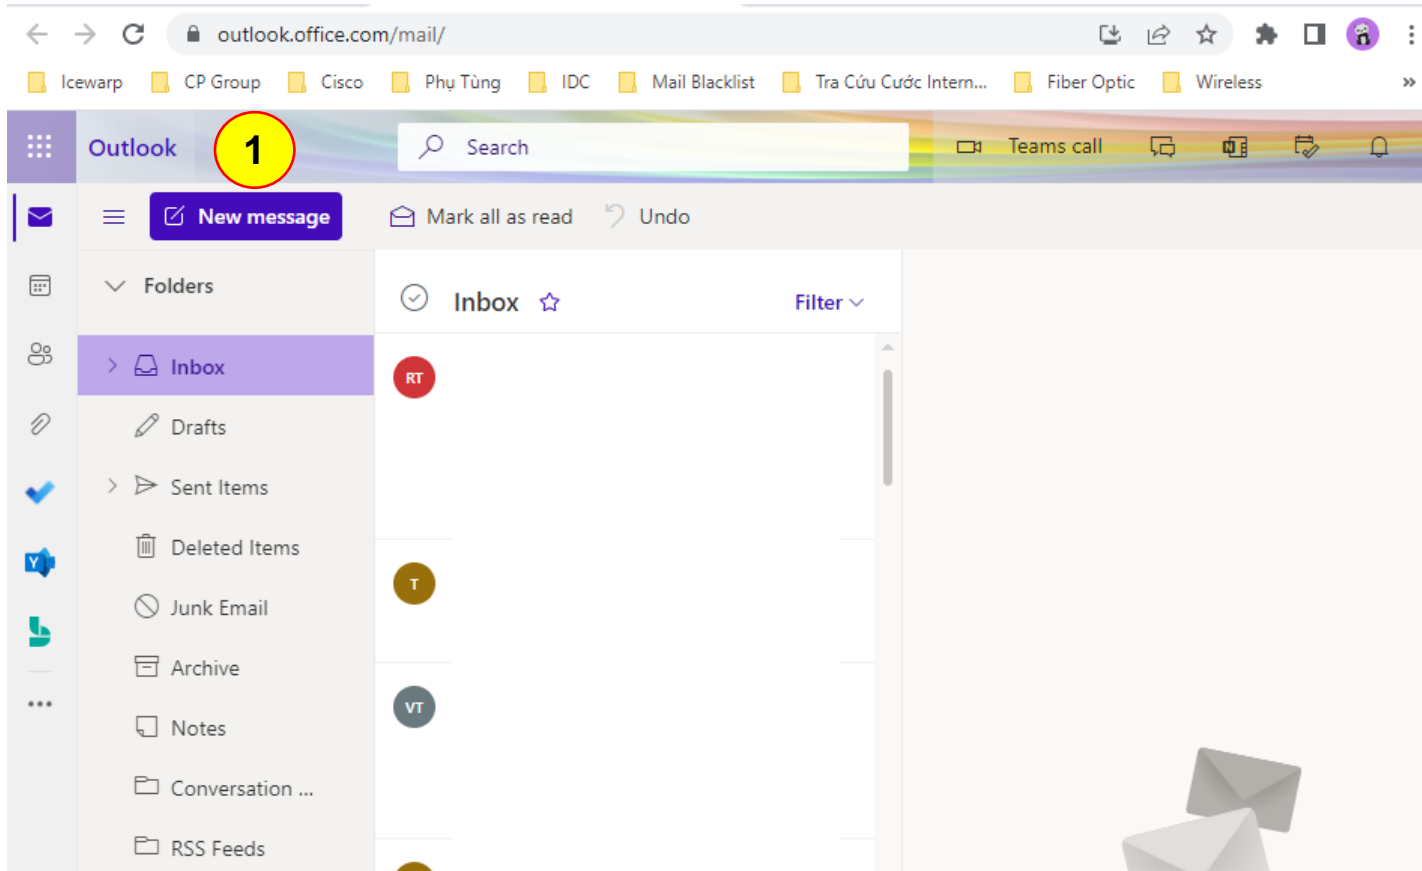 outlook.office.com/mail/
Icewarp CP Group Cisco Phụ Tùng IDC Mail Blacklist Tra Cứu Cước Intern... Fiber Optic Wireless »
Outlook 1 Search Teams call
New message Mark all as read Undo
Folders
Inbox Filter
Inbox
RT
Drafts
Sent Items
Deleted Items
T
Junk Email
Archive
VT
Notes
Conversation ...
RSS Feeds